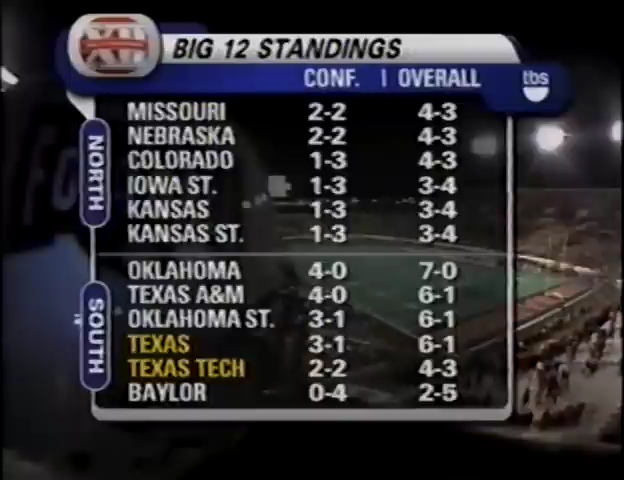 XII BIG 12 STANDINGS
CONF. | OVERALL tbs
NORTH
MISSOURI 2-2 4-3
NEBRASKA 2-2 4-3
COLORADO 1-3 4-3
IOWA ST. 1-3 3-4
KANSAS 1-3 3-4
KANSAS ST. 1-3 3-4
SOUTH
OKLAHOMA 4-0 7-0
TEXAS A&M 4-0 6-1
OKLAHOMA ST. 3-1 6-1
TEXAS 3-1 6-1
TEXAS TECH 2-2 4-3
BAYLOR 0-4 2-5